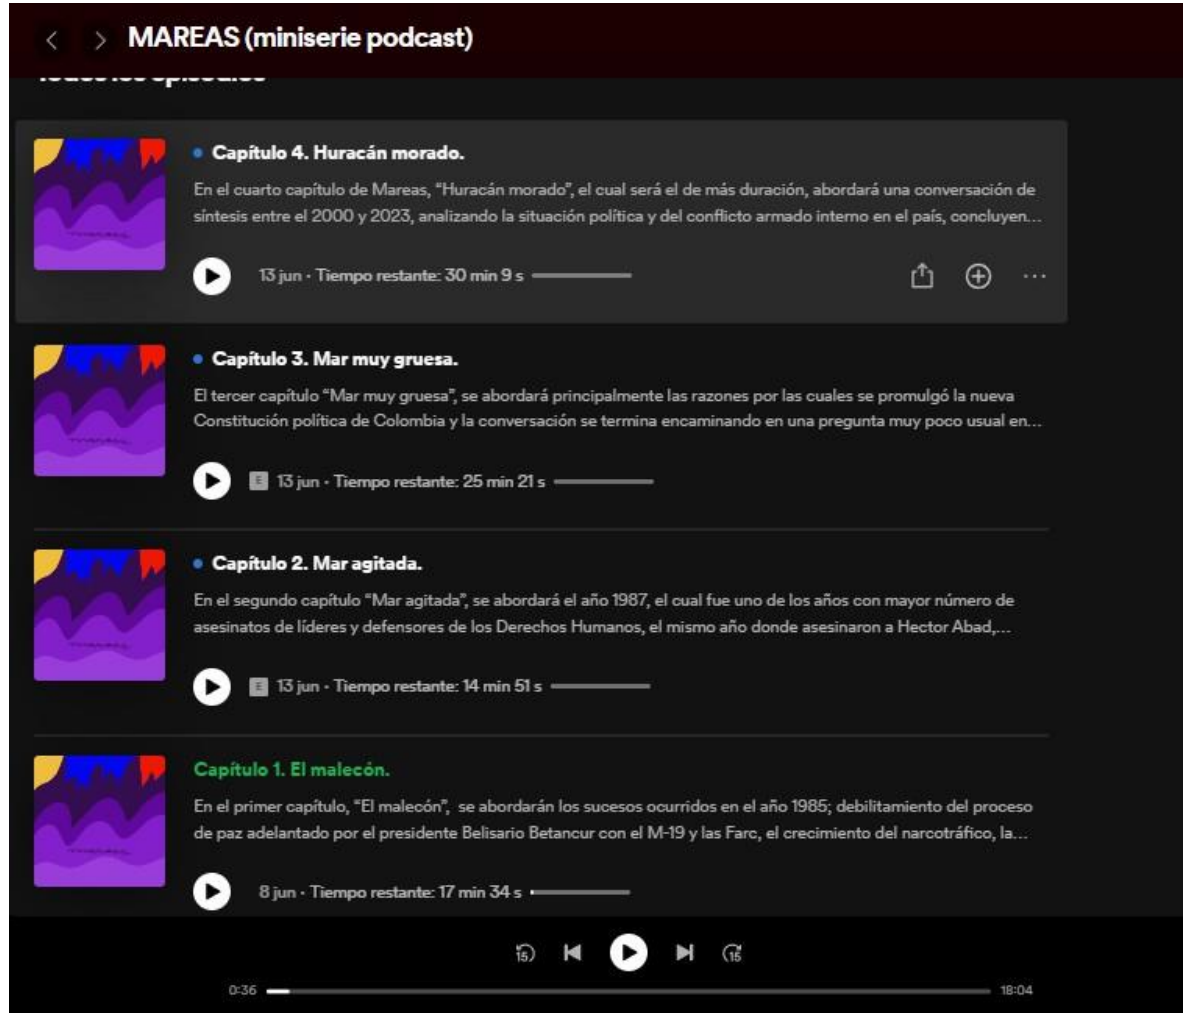 MAREAS (miniserie podcast)
Todos los episodios
Capítulo 4. Huracán morado.
En el cuarto capítulo de Mareas, “Huracán morado”, el cual será el de más duración, abordará una conversación de
síntesis entre el 2000 y 2023, analizando la situación política y del conflicto armado interno en el país, concluyen...
13 jun · Tiempo restante: 30 min 9 s
Capítulo 3. Mar muy gruesa.
El tercer capítulo “Mar muy gruesa”, se abordará principalmente las razones por las cuales se promulgó la nueva
Constitución política de Colombia y la conversación se termina encaminando en una pregunta muy poco usual en...
E 13 jun · Tiempo restante: 25 min 21 s
Capítulo 2. Mar agitada.
En el segundo capítulo “Mar agitada”, se abordará el año 1987, el cual fue uno de los años con mayor número de
asesinatos de líderes y defensores de los Derechos Humanos, el mismo año donde asesinaron a Hector Abad,...
E 13 jun · Tiempo restante: 14 min 51 s
Capítulo 1. El malecón.
En el primer capítulo, “El malecón”, se abordarán los sucesos ocurridos en el año 1985; debilitamiento del proceso
de paz adelantado por el presidente Belisario Betancur con el M-19 y las Farc, el crecimiento del narcotráfico, la...
8 jun · Tiempo restante: 17 min 34 s
15 15
0:36 18:04